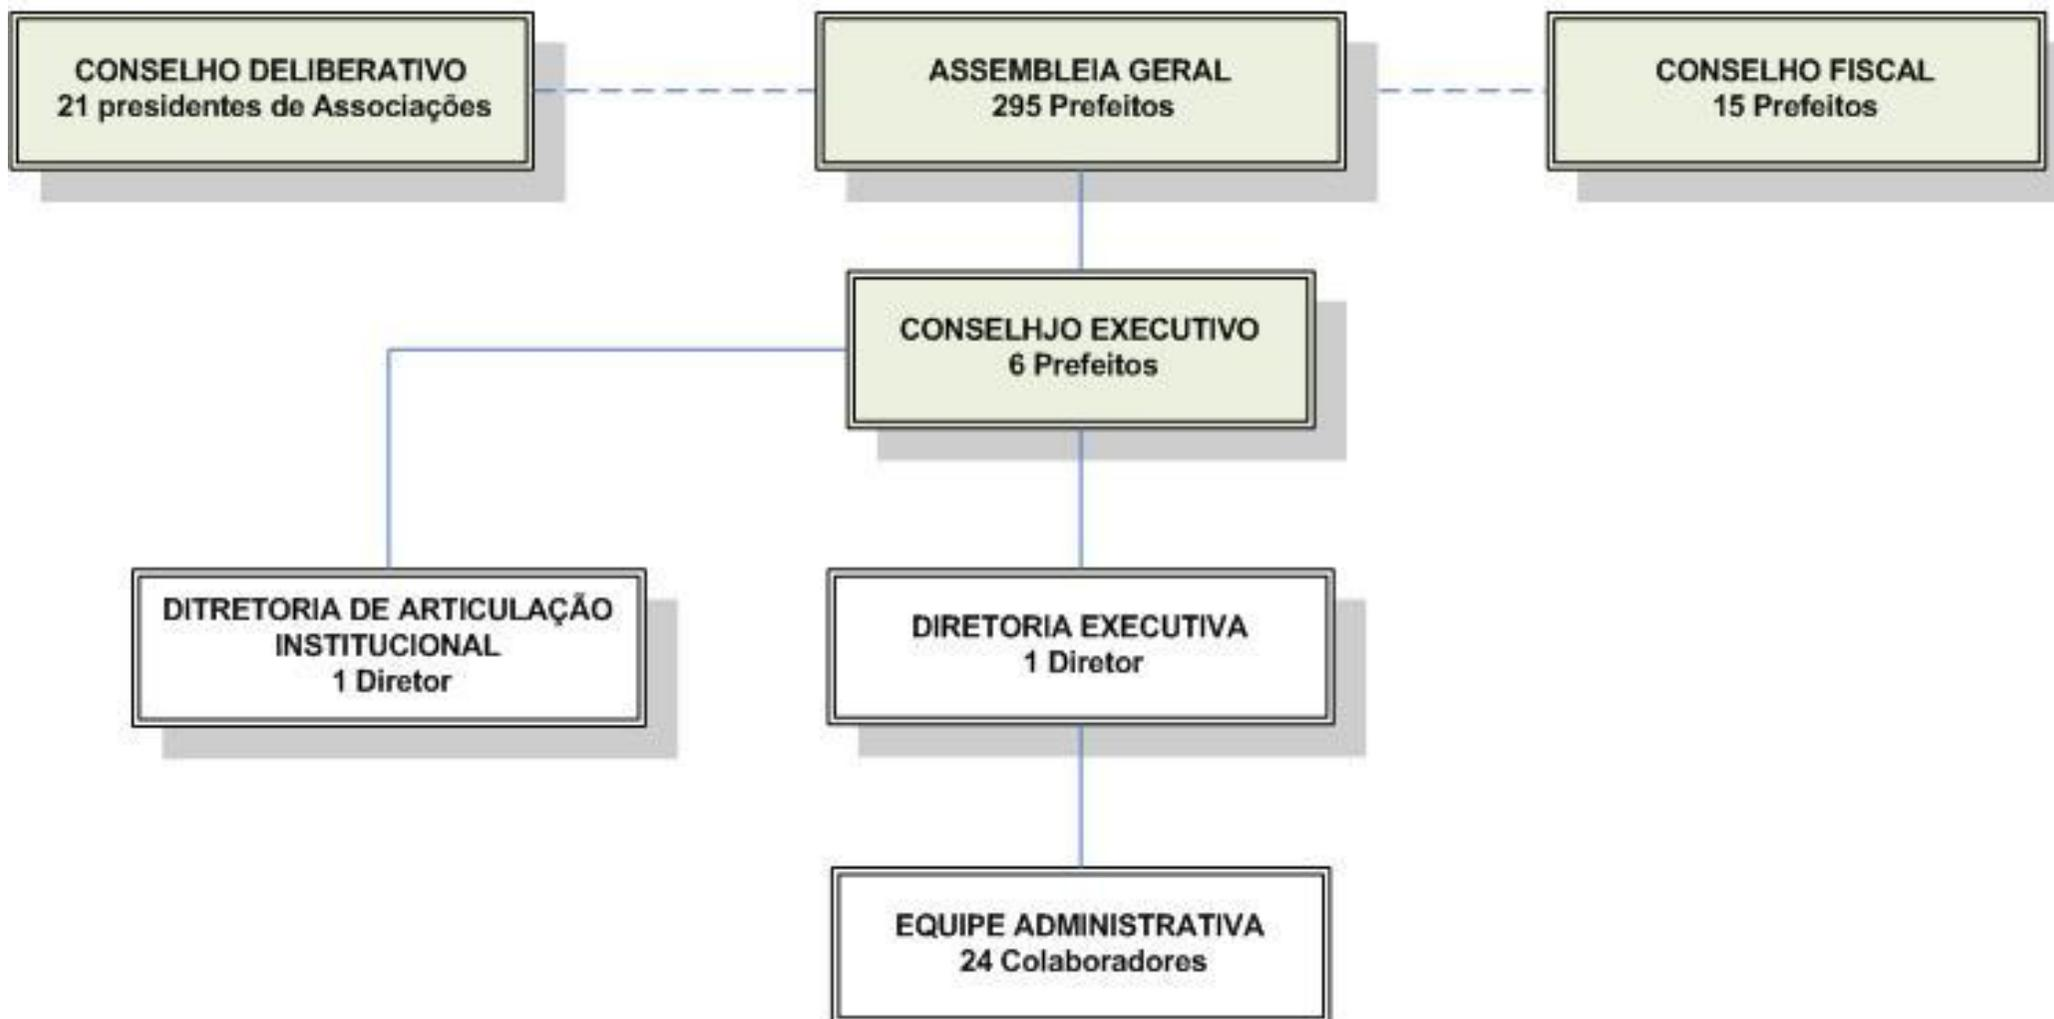 CONSELHO DELIBERATIVO
21 presidentes de Associações
ASSEMBLEIA GERAL
295 Prefeitos
CONSELHO FISCAL
15 Prefeitos
CONSELHJO EXECUTIVO
6 Prefeitos
DITRETORIA DE ARTICULAÇÃO
INSTITUCIONAL
1 Diretor
DIRETORIA EXECUTIVA
1 Diretor
EQUIPE ADMINISTRATIVA
24 Colaboradores